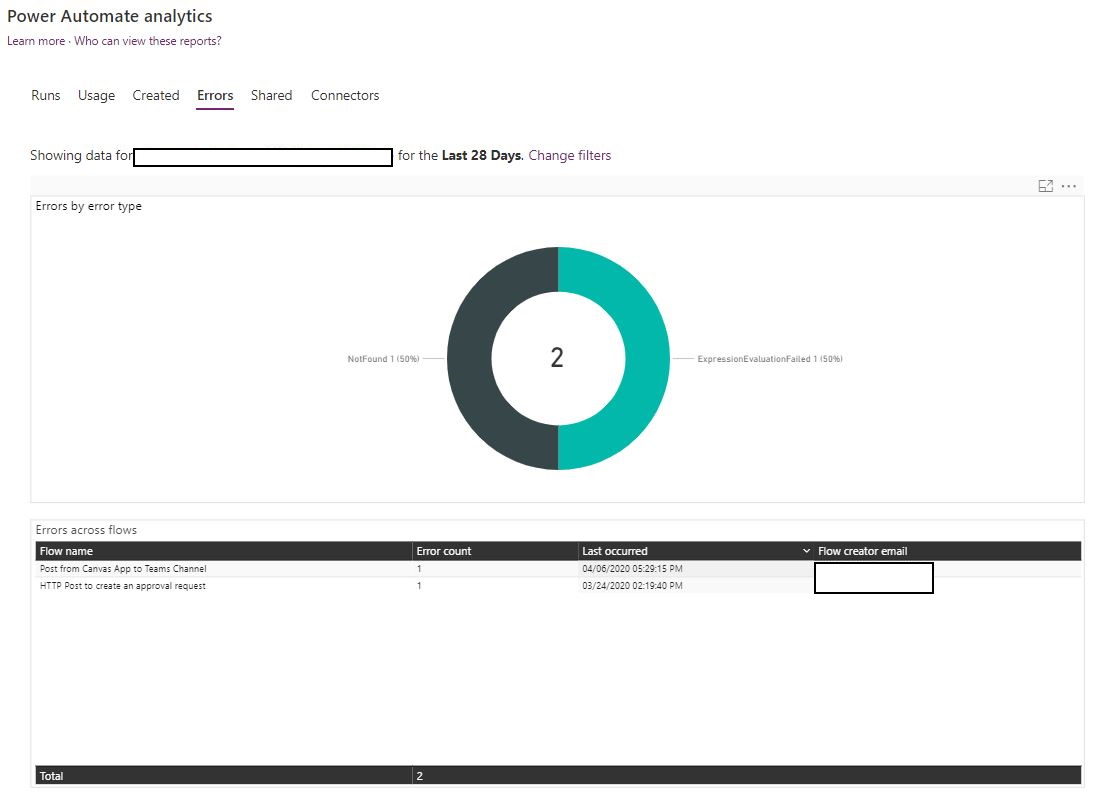 Power Automate analytics
Learn more · Who can view these reports?
Runs Usage Created Errors Shared Connectors
Showing data for for the Last 28 Days. Change filters
Errors by error type
NotFound 1 (50%) 2 ExpressionEvaluationFailed 1 (50%)
Errors across flows
Flow name Error count Last occurred Flow creator email
Post from Canvas App to Teams Channel 1 04/06/2020 05:29:15 PM
HTTP Post to create an approval request 1 03/24/2020 02:19:40 PM
Total 2